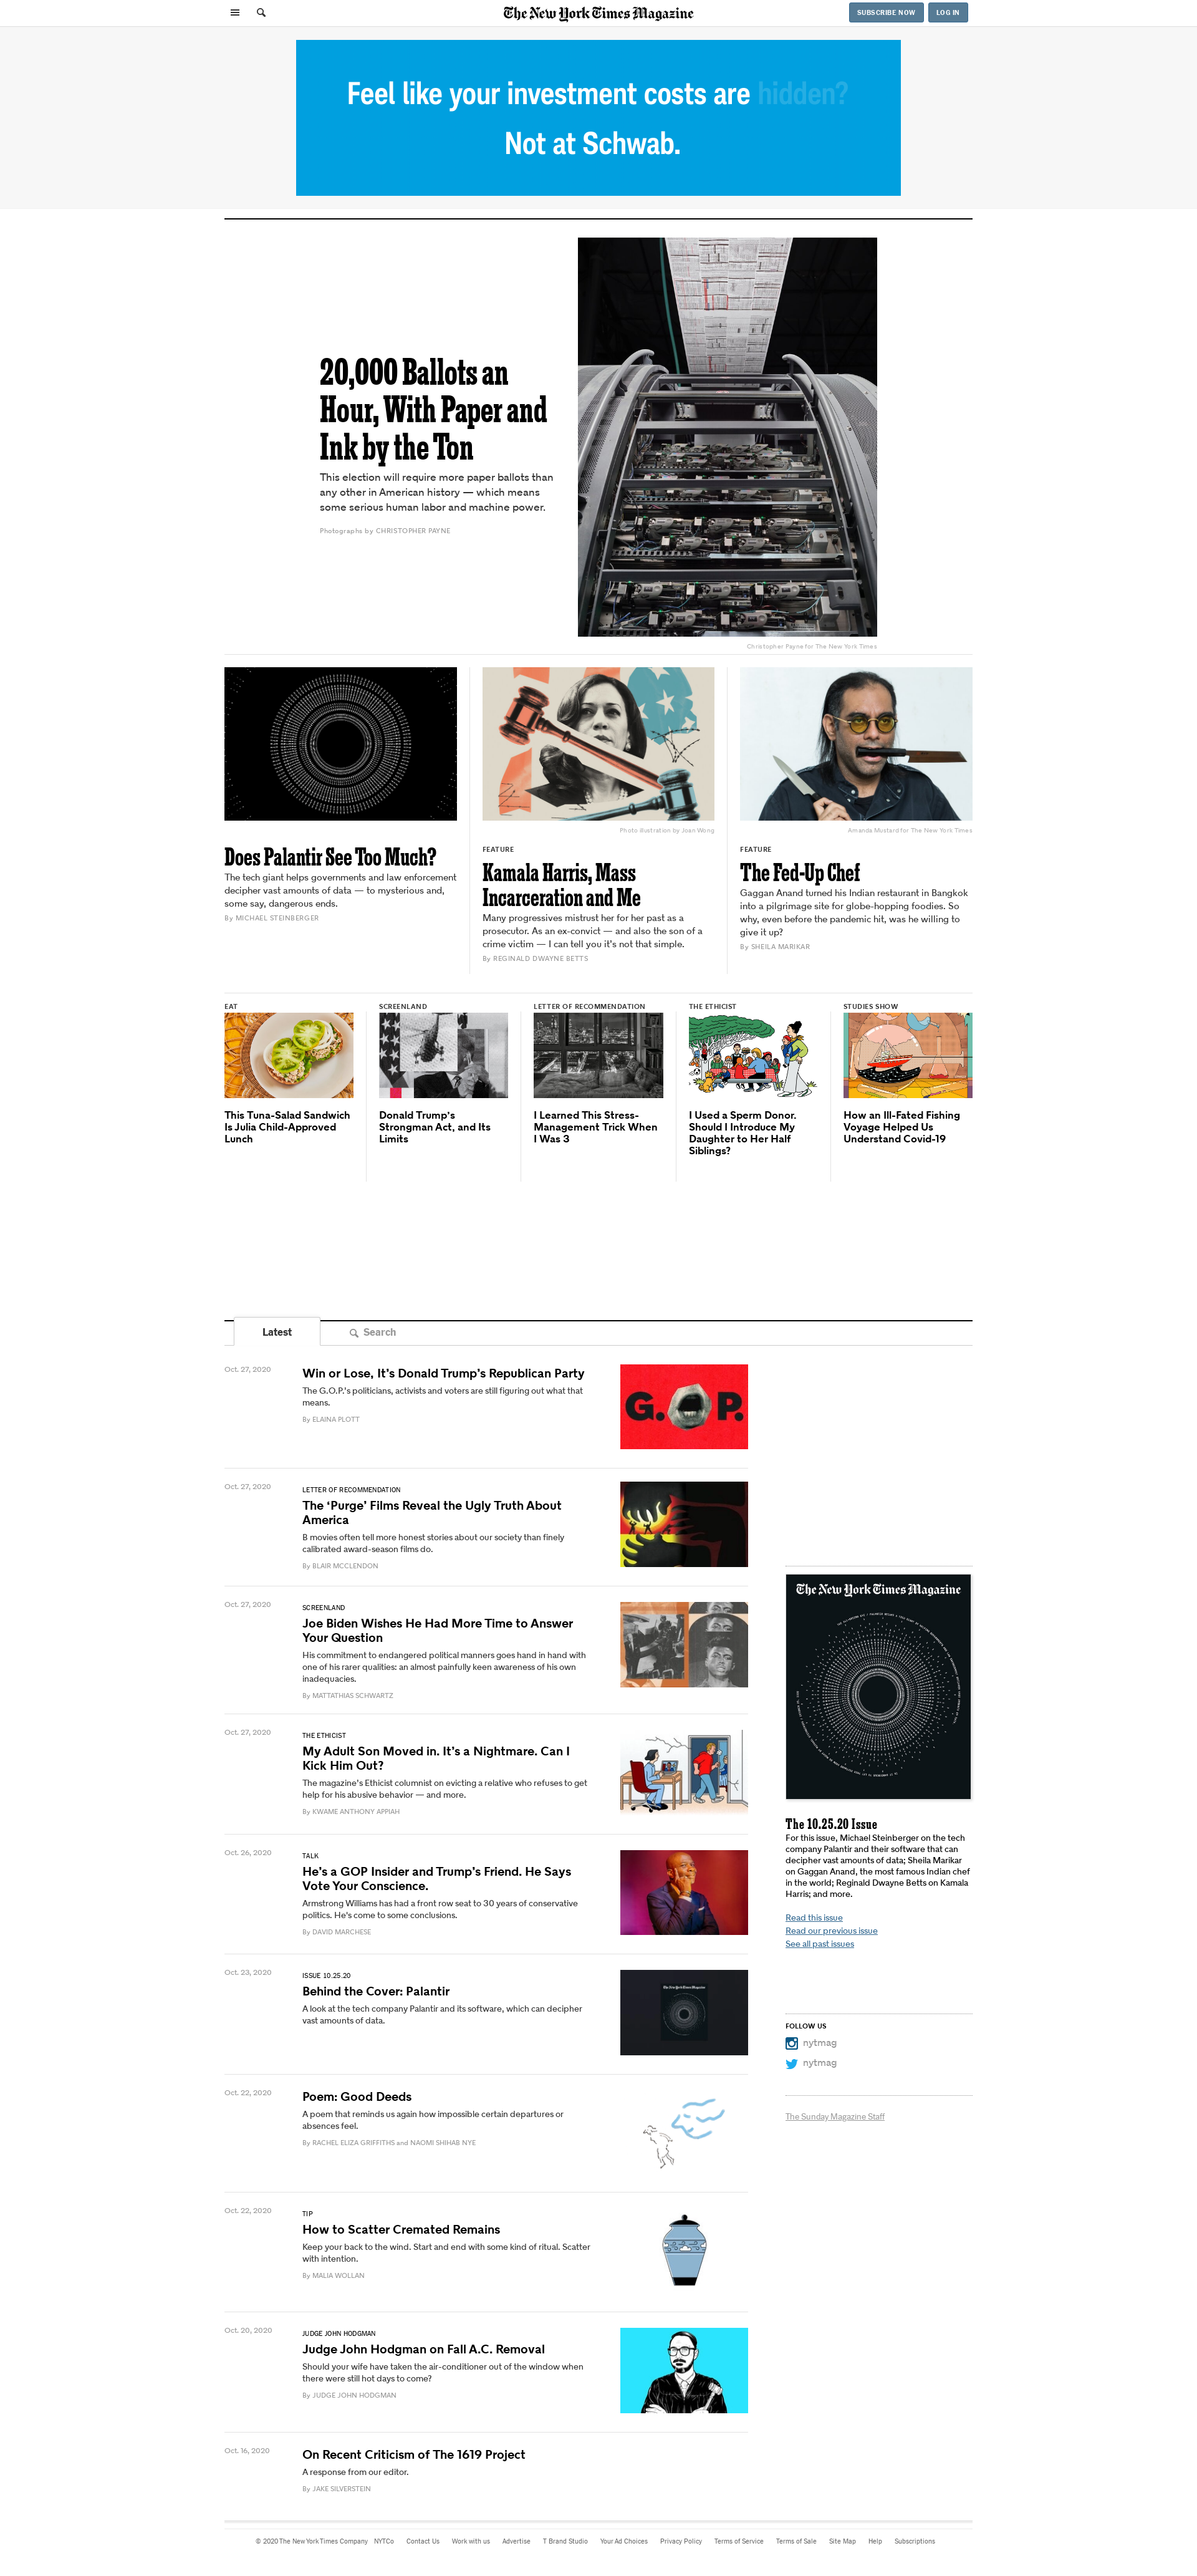 The New York Times Magazine
SUBSCRIBE NOW
LOG IN
Feel like your investment costs are hidden?
Not at Schwab.
20,000 Ballots an
Hour, With Paper and
Ink by the Ton
This election will require more paper ballots than
any other in American history — which means
some serious human labor and machine power.
Photographs by CHRISTOPHER PAYNE
Christopher Payne for The New York Times
Does Palantir See Too Much?
The tech giant helps governments and law enforcement
decipher vast amounts of data — to mysterious and,
some say, dangerous ends.
By MICHAEL STEINBERGER
Photo illustration by Joan Wong
FEATURE
Kamala Harris, Mass
Incarceration and Me
Many progressives mistrust her for her past as a
prosecutor. As an ex-convict — and also the son of a
crime victim — I can tell you it's not that simple.
By REGINALD DWAYNE BETTS
Amanda Mustard for The New York Times
FEATURE
The Fed-Up Chef
Gaggan Anand turned his Indian restaurant in Bangkok
into a pilgrimage site for globe-hopping foodies. So
why, even before the pandemic hit, was he willing to
give it up?
By SHEILA MARIKAR
EAT
This Tuna-Salad Sandwich
Is Julia Child-Approved
Lunch
SCREENLAND
Donald Trump's
Strongman Act, and Its
Limits
LETTER OF RECOMMENDATION
I Learned This Stress-
Management Trick When
I Was 3
THE ETHICIST
I Used a Sperm Donor.
Should I Introduce My
Daughter to Her Half
Siblings?
STUDIES SHOW
How an Ill-Fated Fishing
Voyage Helped Us
Understand Covid-19
Latest
Search
Oct. 27, 2020
Win or Lose, It's Donald Trump's Republican Party
The G.O.P.'s politicians, activists and voters are still figuring out what that
means.
By ELAINA PLOTT
G. P.
Oct. 27, 2020
LETTER OF RECOMMENDATION
The 'Purge' Films Reveal the Ugly Truth About
America
B movies often tell more honest stories about our society than finely
calibrated award-season films do.
By BLAIR MCCLENDON
Oct. 27, 2020
SCREENLAND
Joe Biden Wishes He Had More Time to Answer
Your Question
His commitment to endangered political manners goes hand in hand with
one of his rarer qualities: an almost painfully keen awareness of his own
inadequacies.
By MATTATHIAS SCHWARTZ
Oct. 27, 2020
THE ETHICIST
My Adult Son Moved in. It's a Nightmare. Can I
Kick Him Out?
The magazine's Ethicist columnist on evicting a relative who refuses to get
help for his abusive behavior — and more.
By KWAME ANTHONY APPIAH
Oct. 26, 2020
TALK
He's a GOP Insider and Trump's Friend. He Says
Vote Your Conscience.
Armstrong Williams has had a front row seat to 30 years of conservative
politics. He's come to some conclusions.
By DAVID MARCHESE
Oct. 23, 2020
ISSUE 10.25.20
Behind the Cover: Palantir
A look at the tech company Palantir and its software, which can decipher
vast amounts of data.
The New York Times Magazine
Oct. 22, 2020
Poem: Good Deeds
A poem that reminds us again how impossible certain departures or
absences feel.
By RACHEL ELIZA GRIFFITHS and NAOMI SHIHAB NYE
Oct. 22, 2020
TIP
How to Scatter Cremated Remains
Keep your back to the wind. Start and end with some kind of ritual. Scatter
with intention.
By MALIA WOLLAN
Oct. 20, 2020
JUDGE JOHN HODGMAN
Judge John Hodgman on Fall A.C. Removal
Should your wife have taken the air-conditioner out of the window when
there were still hot days to come?
By JUDGE JOHN HODGMAN
Oct. 16, 2020
On Recent Criticism of The 1619 Project
A response from our editor.
By JAKE SILVERSTEIN
The New York Times Magazine
The 10.25.20 Issue
For this issue, Michael Steinberger on the tech
company Palantir and their software that can
decipher vast amounts of data; Sheila Marikar
on Gaggan Anand, the most famous Indian chef
in the world; Reginald Dwayne Betts on Kamala
Harris; and more.
Read this issue
Read our previous issue
See all past issues
FOLLOW US
nytmag
nytmag
The Sunday Magazine Staff
© 2020 The New York Times Company NYTCo Contact Us Work with us Advertise T Brand Studio Your Ad Choices Privacy Policy Terms of Service Terms of Sale Site Map Help Subscriptions